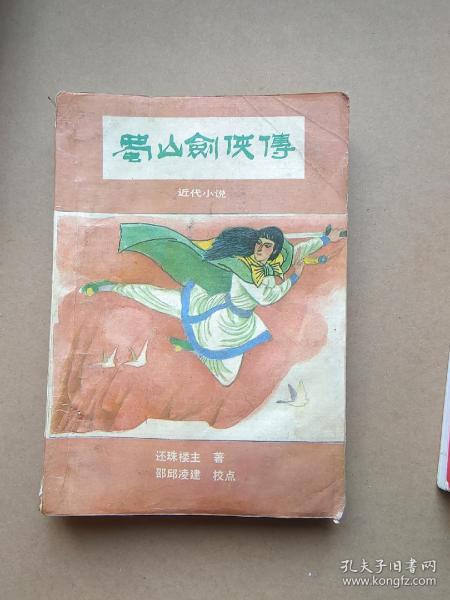 蜀山劍俠傳
近代小说
还珠楼主 著
邵邱凌建 校点
孔夫子旧书网
www.kongfz.com